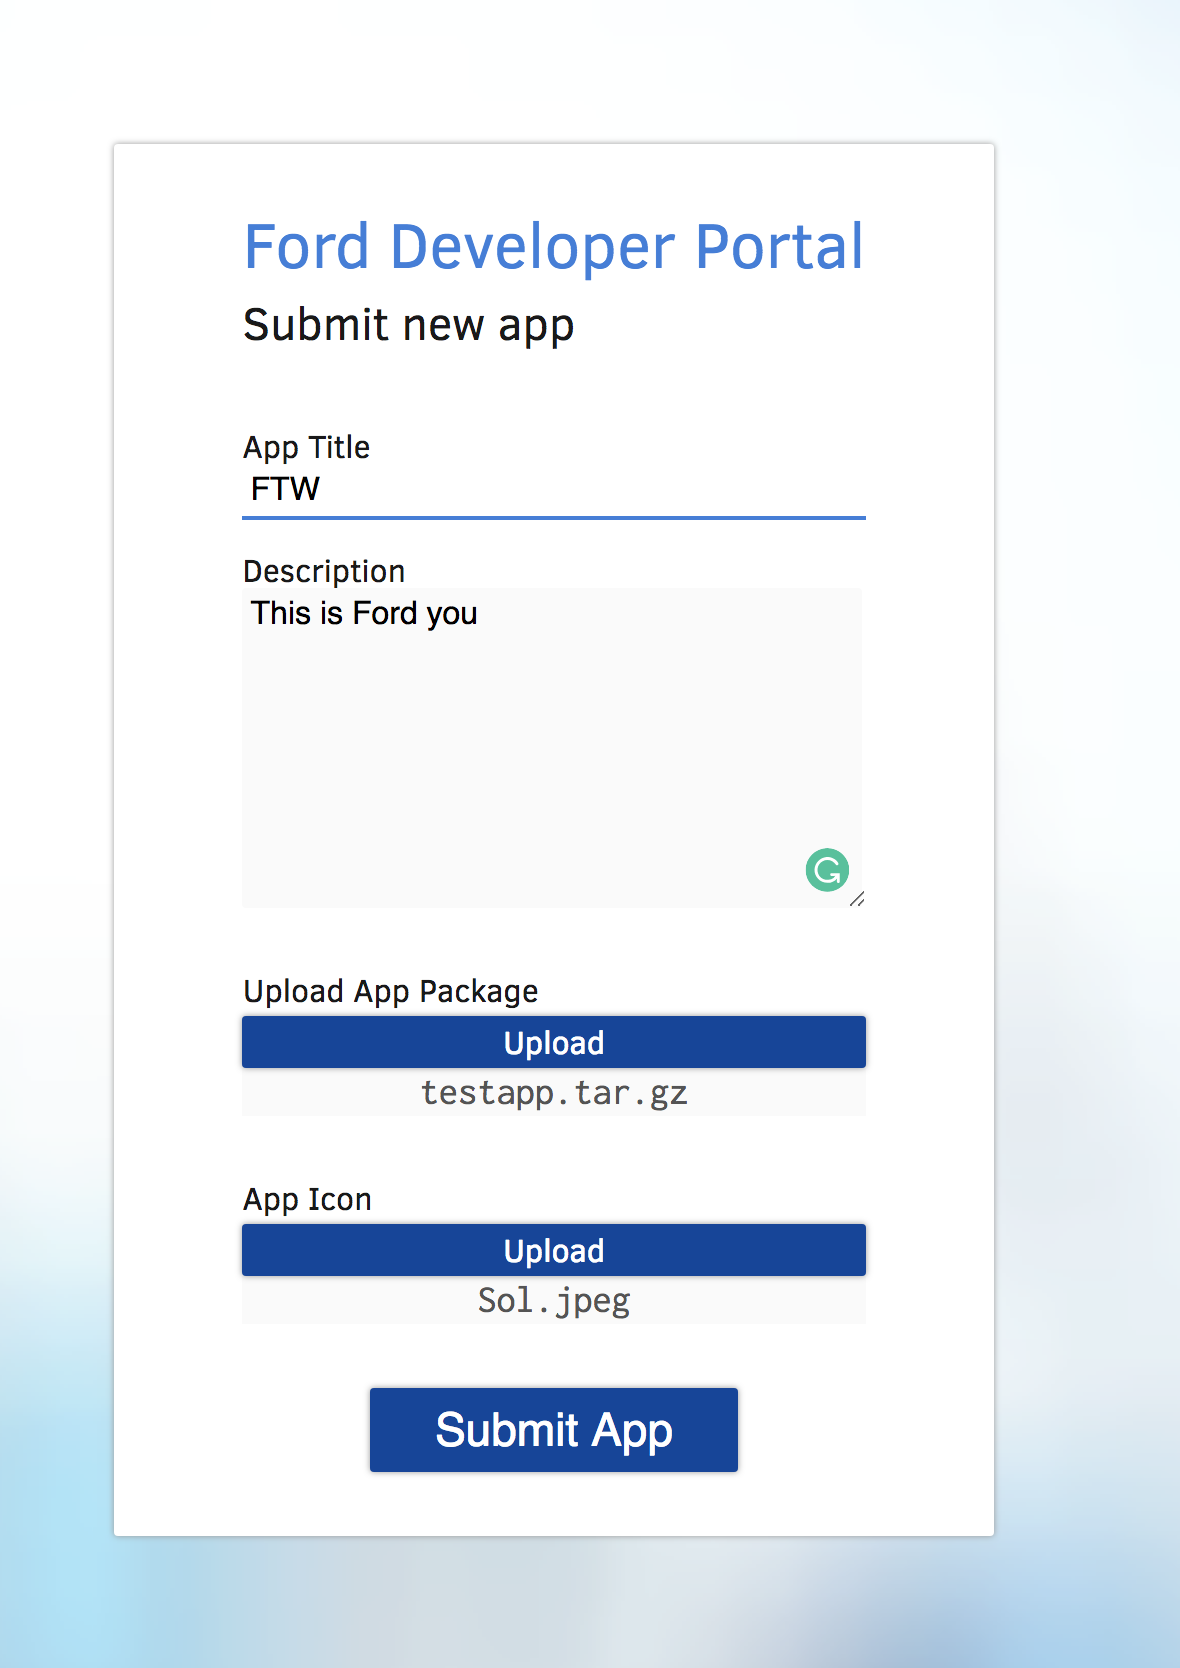 Ford Developer Portal
Submit new app
App Title
FTW
Description
This is Ford you
Upload App Package
Upload
testapp.tar.gz
App Icon
Upload
Sol.jpeg
Submit App